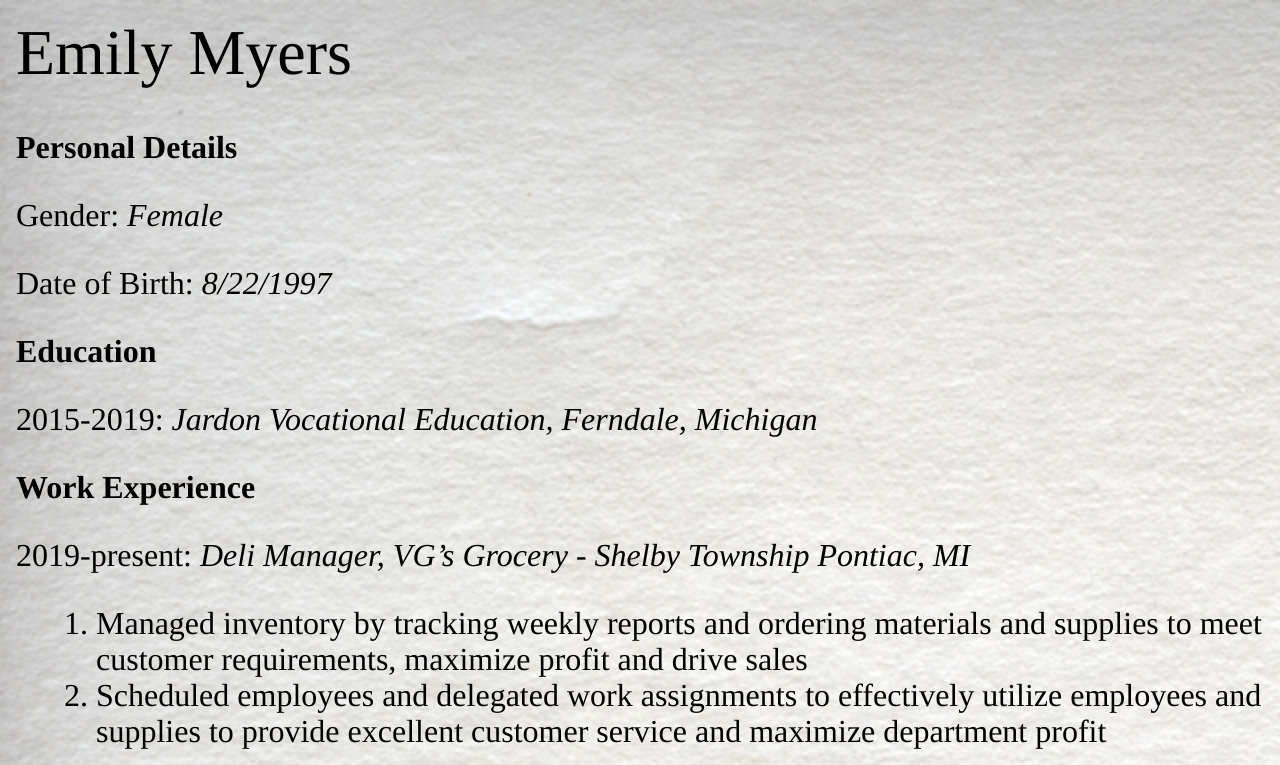 Emily Myers
Personal Details
Gender: Female
Date of Birth: 8/22/1997
Education
2015-2019: Jardon Vocational Education, Ferndale, Michigan
Work Experience
2019-present: Deli Manager, VG’s Grocery - Shelby Township Pontiac, MI
1. Managed inventory by tracking weekly reports and ordering materials and supplies to meet
customer requirements, maximize profit and drive sales
2. Scheduled employees and delegated work assignments to effectively utilize employees and
supplies to provide excellent customer service and maximize department profit